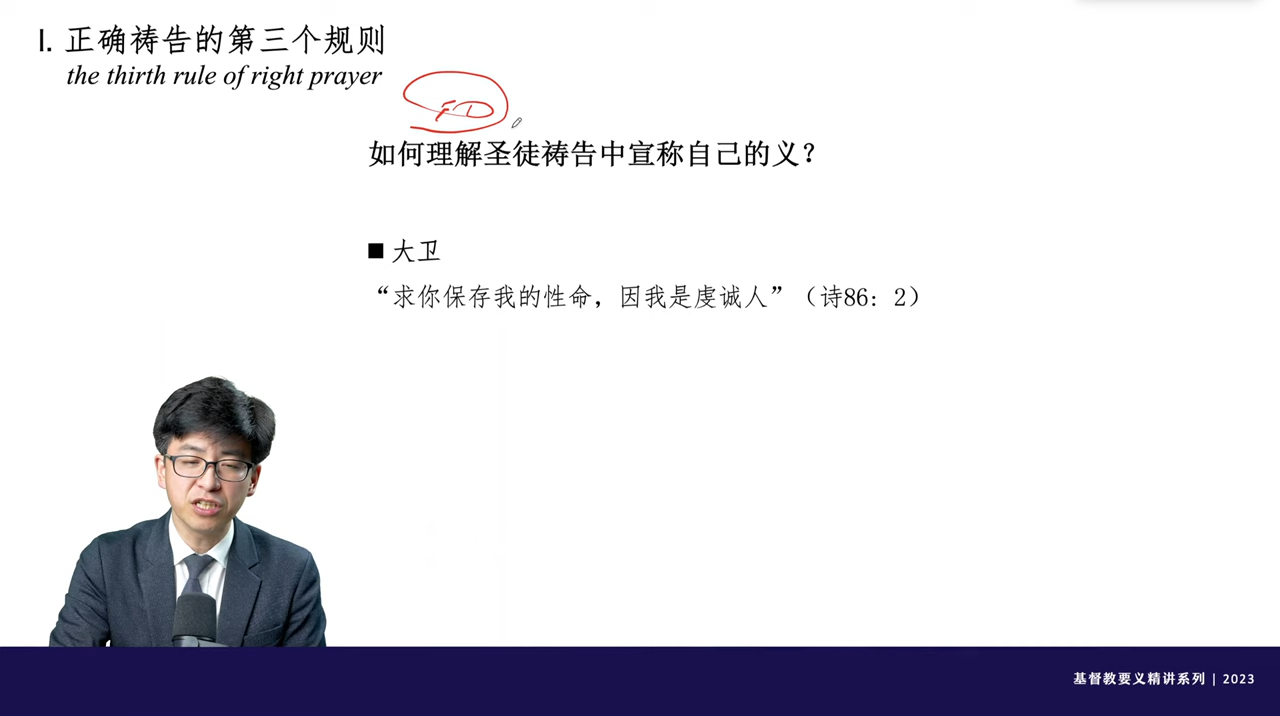 I. 正确祷告的第三个规则
the thirth rule of right prayer
如何理解圣徒祷告中宣称自己的义？
■ 大卫
“求你保存我的性命，因我是虔诚人”（诗86：2）
基督教要义精讲系列 | 2023